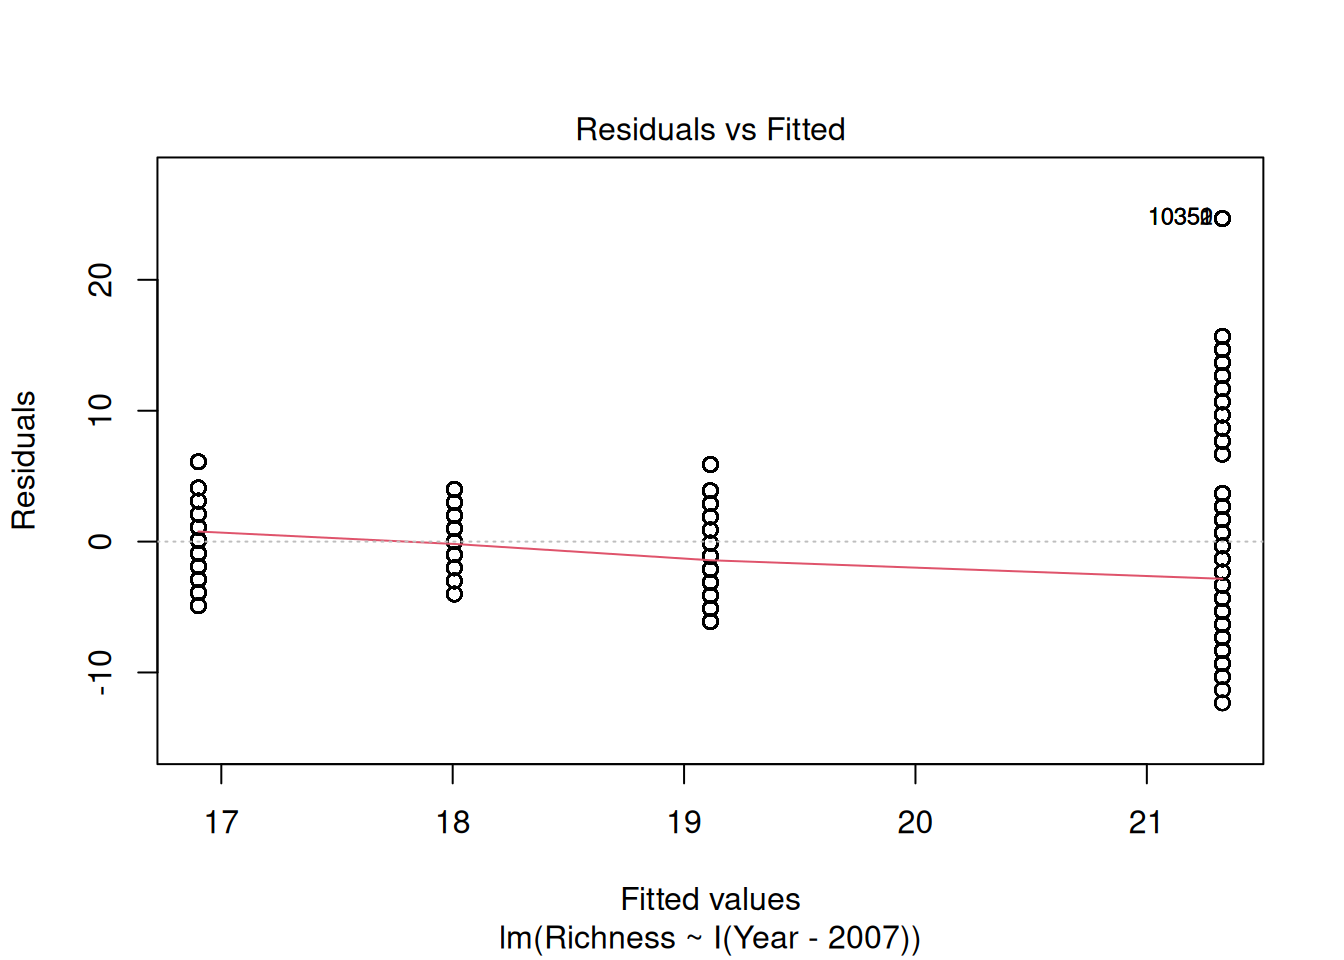 Residuals vs Fitted
Residuals
20
10
0
-10
17 18 19 20 21
Fitted values
lm(Richness ~ I(Year - 2007))